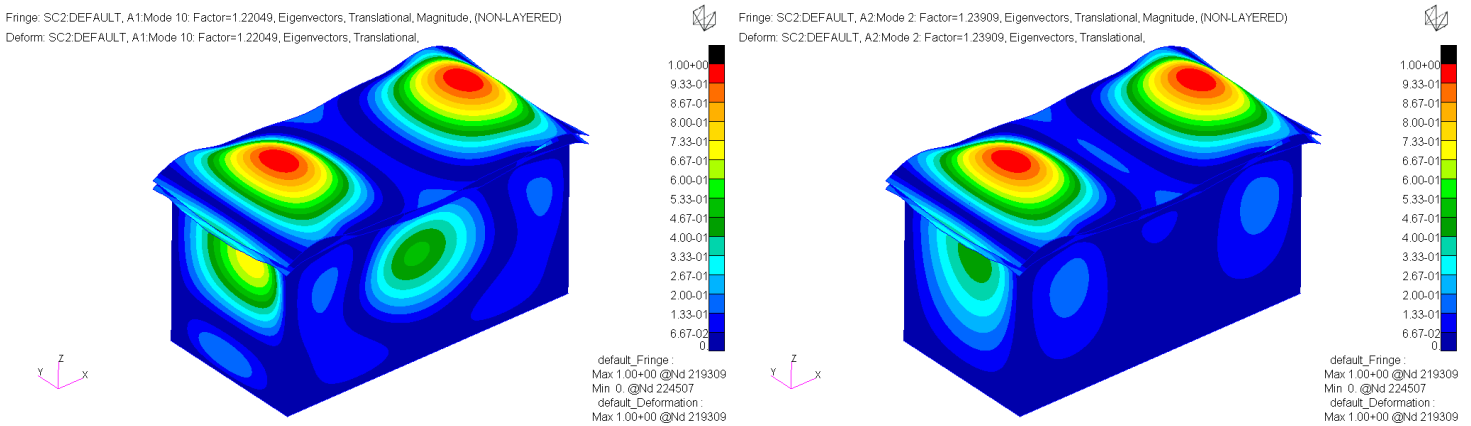 Fringe: SC2:DEFAULT, A1:Mode 10: Factor=1.22049, Eigenvectors, Translational, Magnitude, (NON-LAYERED)
Deform: SC2:DEFAULT, A1:Mode 10: Factor=1.22049, Eigenvectors, Translational,
1.00+00
9.33-01
8.67-01
8.00-01
7.33-01
6.67-01
6.00-01
5.33-01
4.67-01
4.00-01
3.33-01
2.67-01
2.00-01
1.33-01
6.67-02
0.
default_Fringe :
Max 1.00+00 @Nd 219309
Min 0. @Nd 224507
default_Deformation :
Max 1.00+00 @Nd 219309
Z
Y
X
Fringe: SC2:DEFAULT, A2:Mode 2: Factor=1.23909, Eigenvectors, Translational, Magnitude, (NON-LAYERED)
Deform: SC2:DEFAULT, A2:Mode 2: Factor=1.23909, Eigenvectors, Translational,
1.00+00
9.33-01
8.67-01
8.00-01
7.33-01
6.67-01
6.00-01
5.33-01
4.67-01
4.00-01
3.33-01
2.67-01
2.00-01
1.33-01
6.67-02
0.
default_Fringe :
Max 1.00+00 @Nd 219309
Min 0. @Nd 224507
default_Deformation :
Max 1.00+00 @Nd 219309
Z
Y
X